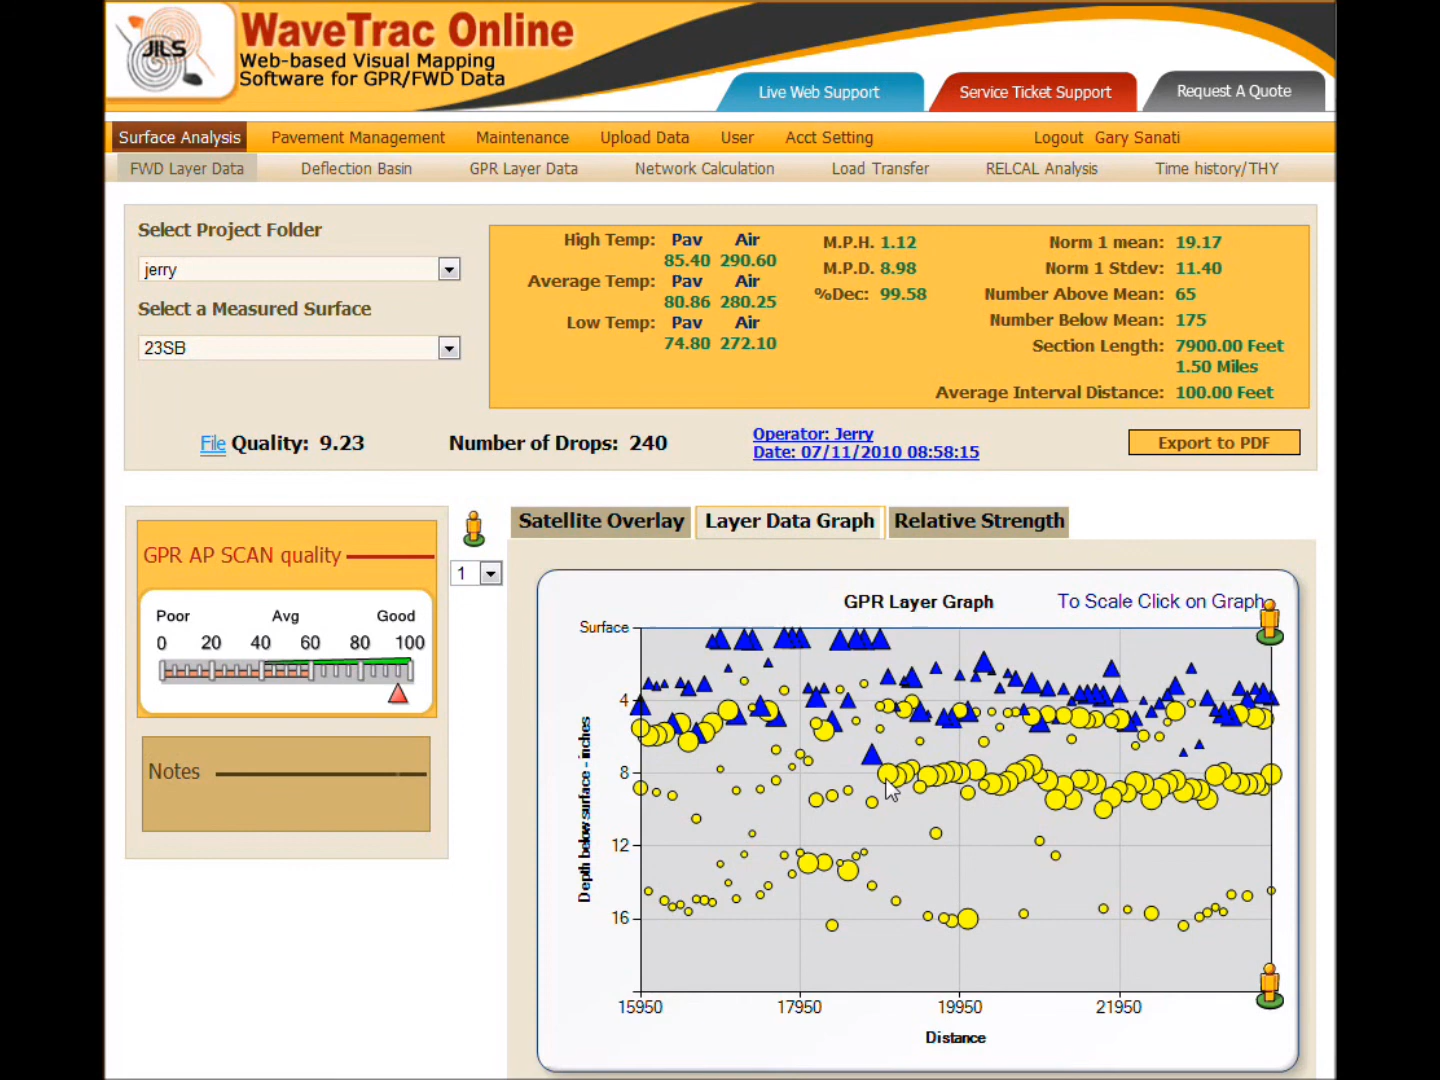 JILS
WaveTrac Online
Web-based Visual Mapping
Software for GPR/FWD Data
Live Web Support
Service Ticket Support
Request A Quote
Surface Analysis Pavement Management Maintenance Upload Data User Acct Setting Logout Gary Sanati
FWD Layer Data Deflection Basin GPR Layer Data Network Calculation Load Transfer RELCAL Analysis Time history/THY
Select Project Folder
jerry
Select a Measured Surface
23SB
High Temp: Pav Air
85.40 290.60
Average Temp: Pav Air
80.86 280.25
Low Temp: Pav Air
74.80 272.10
M.P.H. 1.12
M.P.D. 8.98
%Dec: 99.58
Norm 1 mean: 19.17
Norm 1 Stdev: 11.40
Number Above Mean: 65
Number Below Mean: 175
Section Length: 7900.00 Feet
1.50 Miles
Average Interval Distance: 100.00 Feet
File Quality: 9.23
Number of Drops: 240
Operator: Jerry
Date: 07/11/2010 08:58:15
Export to PDF
GPR AP SCAN quality
Poor Avg Good
0 20 40 60 80 100
Notes
1
Satellite Overlay Layer Data Graph Relative Strength
GPR Layer Graph
To Scale Click on Graph
Surface
4
8
12
16
Depth below surface - inches
15950 17950 19950 21950
Distance